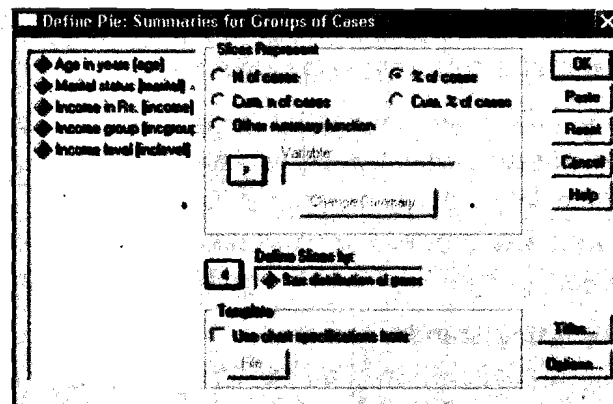 Define Pie: Summaries for Groups of Cases
Age in years [age]
Marital status [marital]
Income in Rs. [income]
Income group [incgroup
Income level [inclevel]
Slices Represent
N of cases
% of cases
Cum. n of cases
Cum. % of cases
Other summary function
Variable:
Change Summary
Define Slices by:
Sex distribution of
Template
Use chart specifications from:
File
OK
Paste
Reset
Cancel
Help
Titles...
Options...